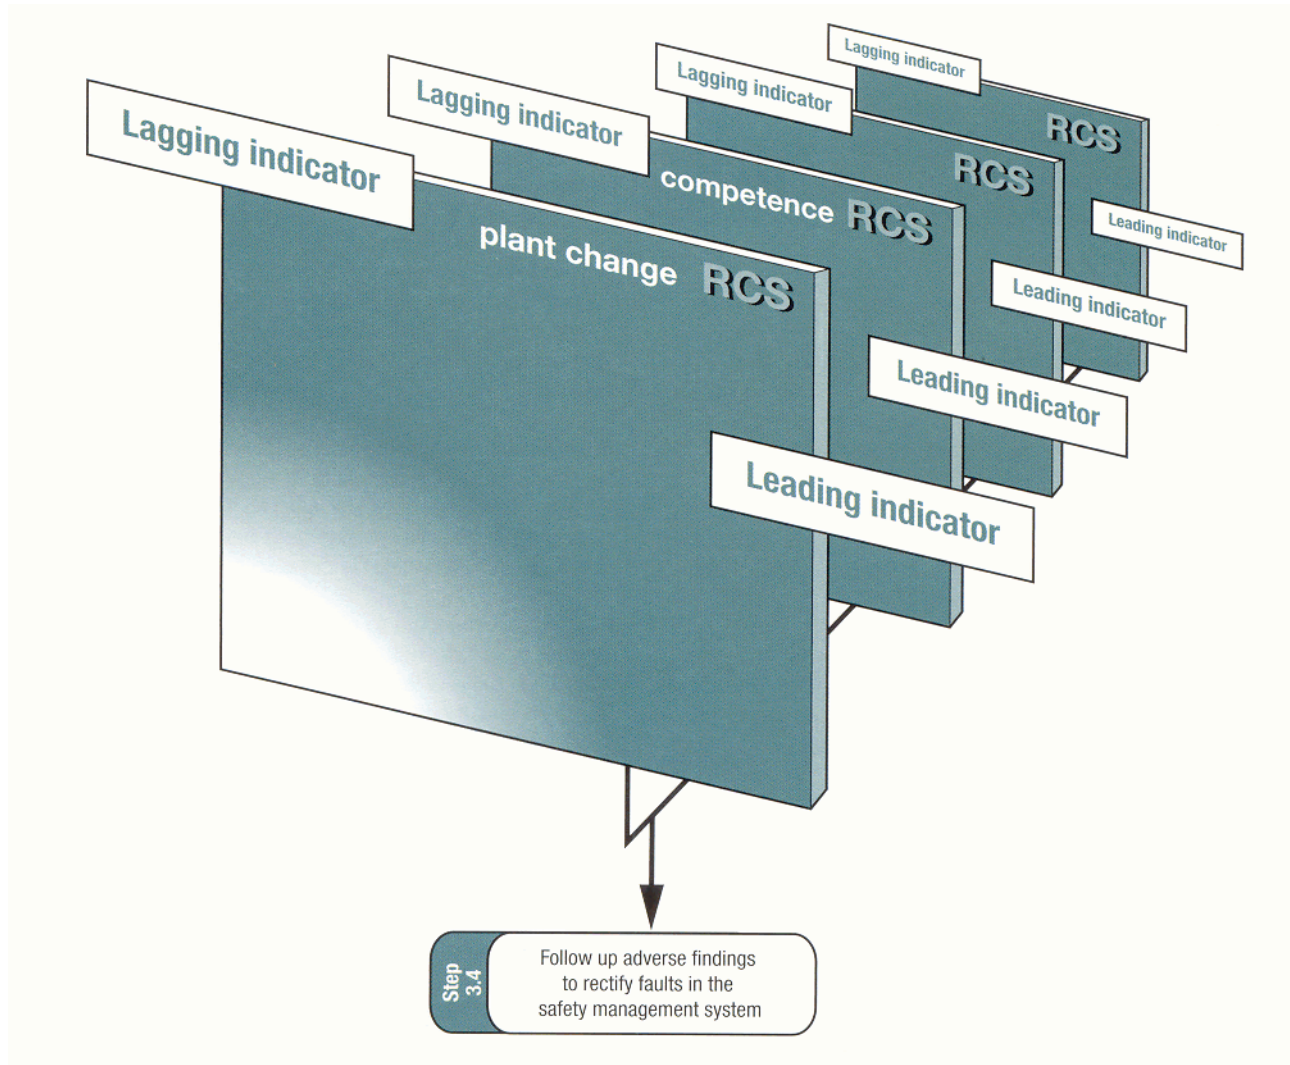 Lagging indicator
RCS
Lagging indicator
RCS
Lagging indicator
competence RCS
Lagging indicator
plant change RCS
Leading indicator
Leading indicator
Leading indicator
Leading indicator
Step
3.4
Follow up adverse findings
to rectify faults in the
safety management system